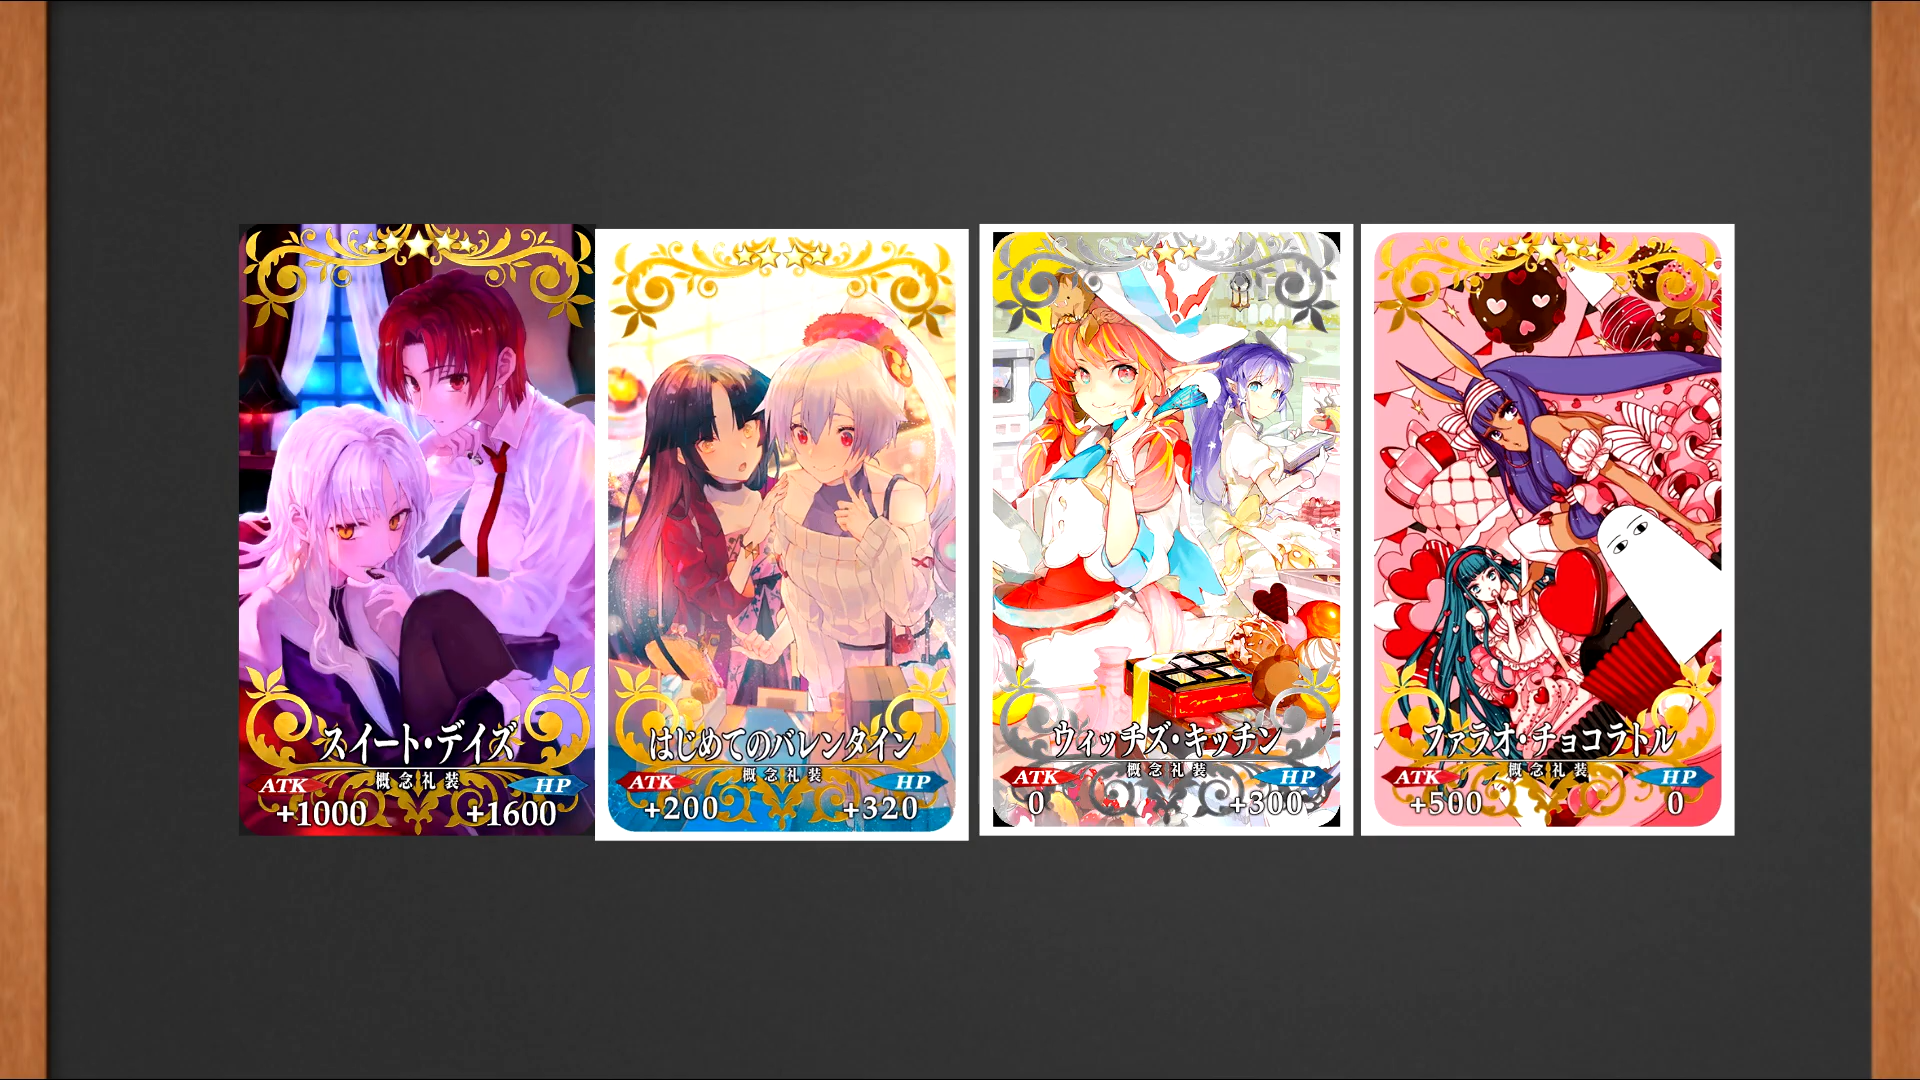 スイート・デイズ
概念礼装
ATK HP
+1000 +1600
はじめてのバレンタイン
概念礼装
ATK HP
+200 +320
ウィッチズ・キッチン
概念礼装
ATK HP
0 +300
ファラオ・チョコラトル
概念礼装
ATK HP
+500 0